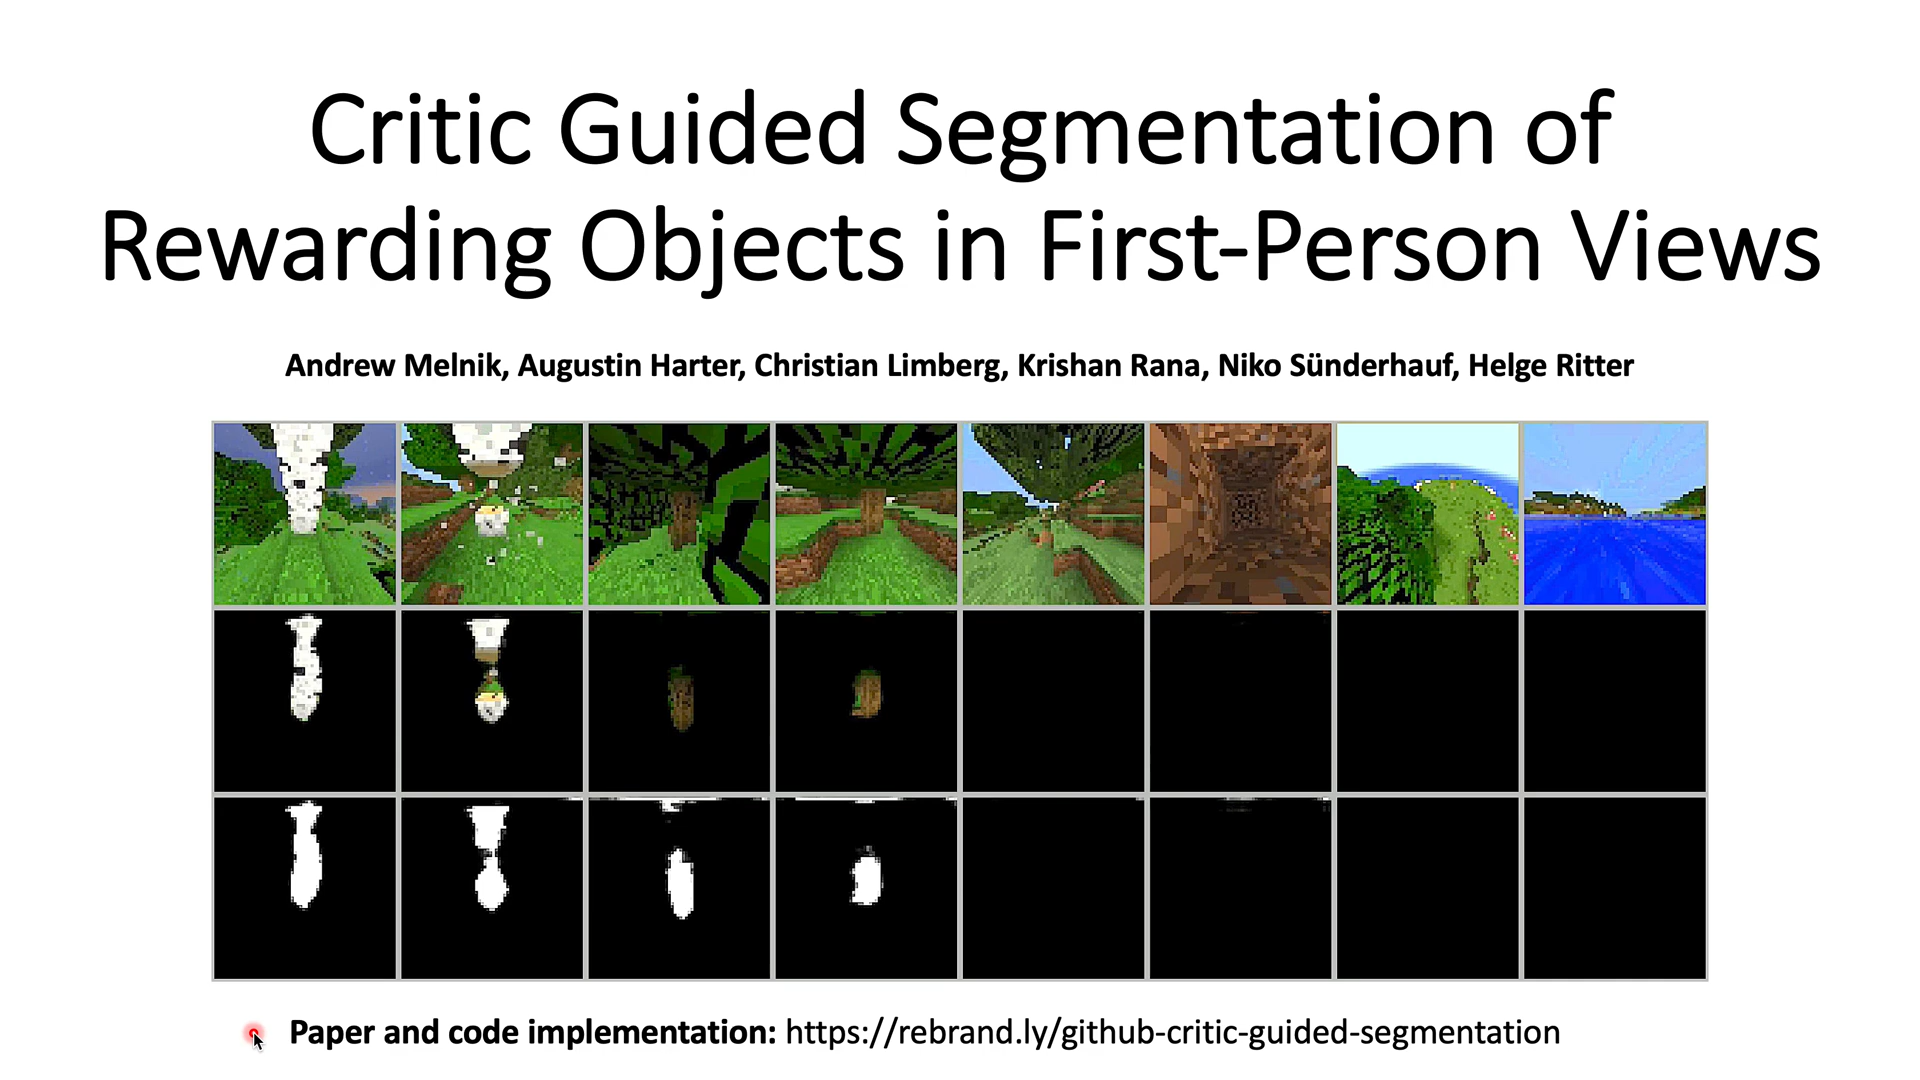 Critic Guided Segmentation of
Rewarding Objects in First-Person Views
Andrew Melnik, Augustin Harter, Christian Limberg, Krishan Rana, Niko Sünderhauf, Helge Ritter
Paper and code implementation: https://rebrand.ly/github-critic-guided-segmentation